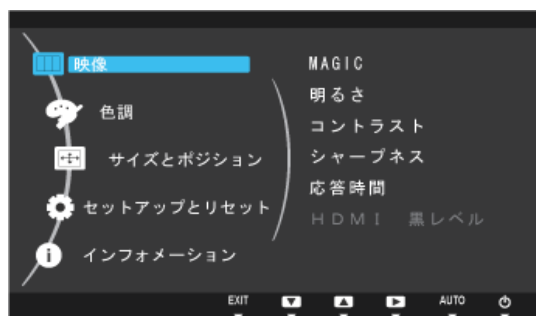 映像
色調
サイズとポジション
セットアップとリセット
インフォメーション
MAGIC
明るさ
コントラスト
シャープネス
応答時間
HDMI 黒レベル
EXIT
AUTO